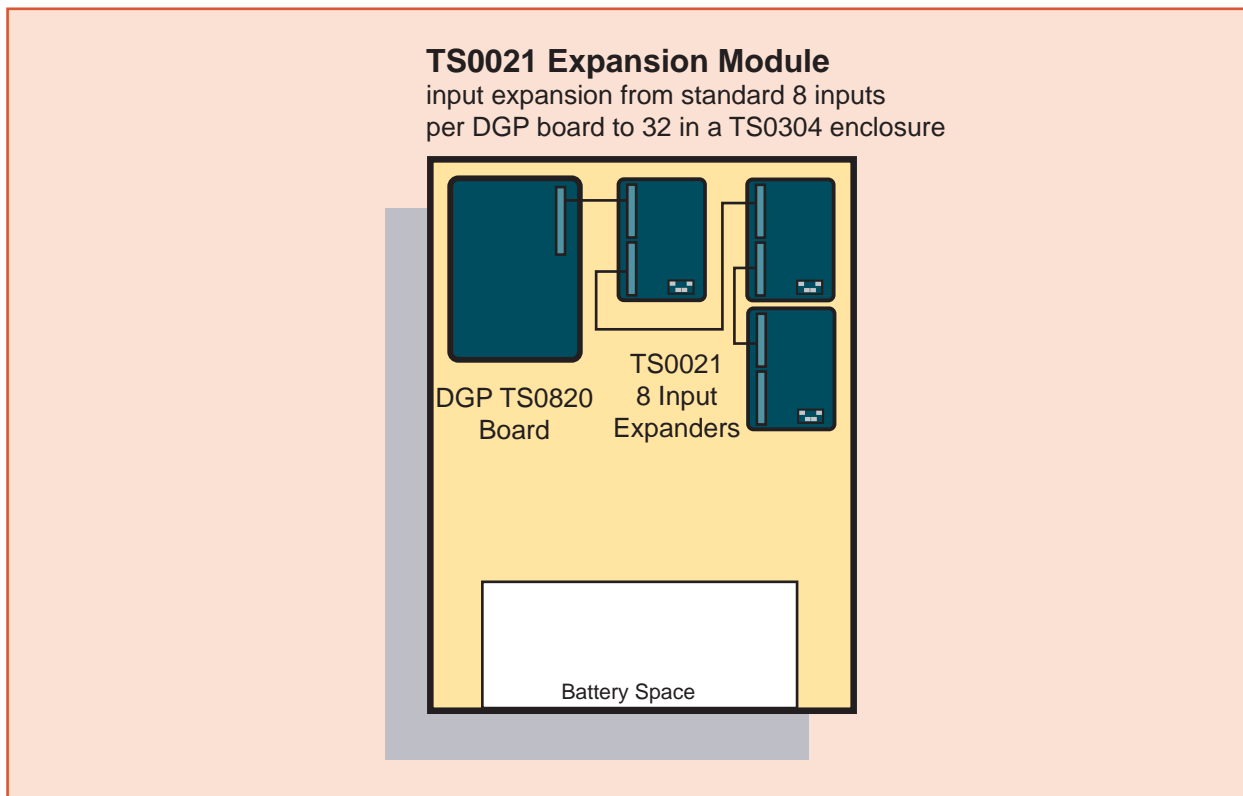 TS0021 Expansion Module
input expansion from standard 8 inputs
per DGP board to 32 in a TS0304 enclosure
DGP TS0820
Board
TS0021
8 Input
Expanders
Battery Space